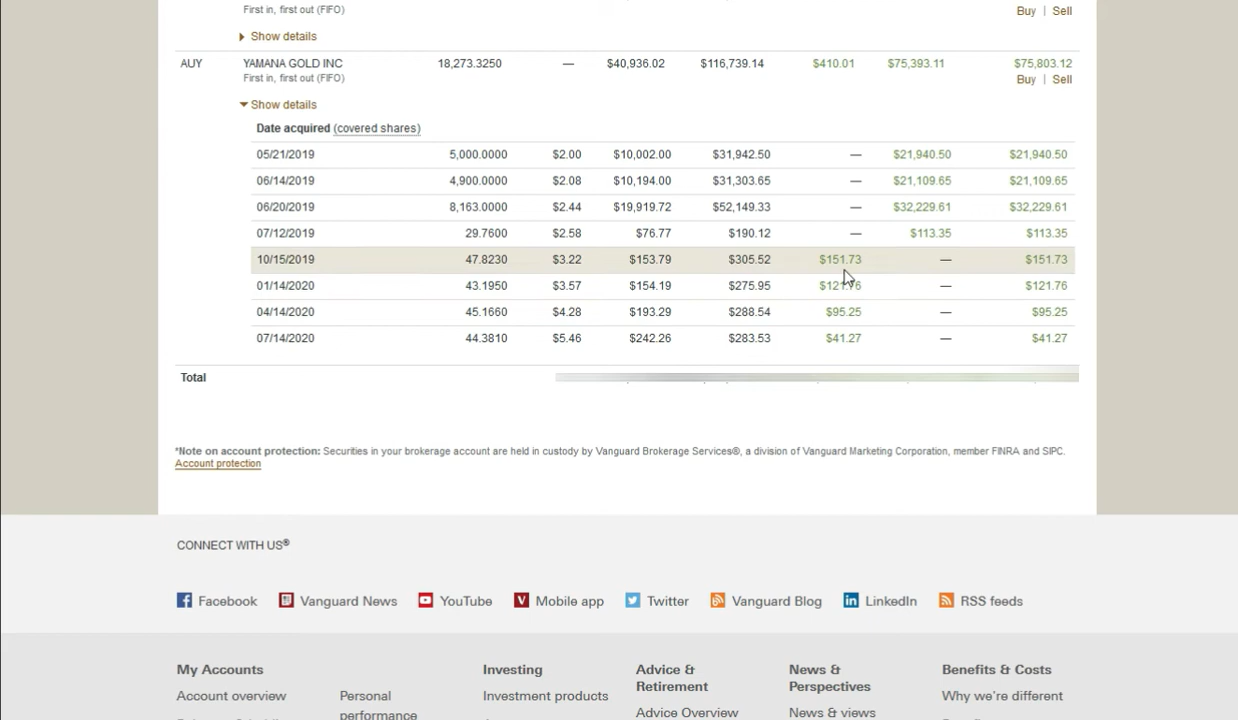 First in, first out (FIFO)
Buy | Sell
Show details
AUY YAMANA GOLD INC 18,273.3250 — $40,936.02 $116,739.14 $410.01 $75,393.11 $75,803.12
First in, first out (FIFO) Buy | Sell
Show details
Date acquired (covered shares)
05/21/2019 5,000.0000 $2.00 $10,002.00 $31,942.50 — $21,940.50 $21,940.50
06/14/2019 4,900.0000 $2.08 $10,194.00 $31,303.65 — $21,109.65 $21,109.65
06/20/2019 8,163.0000 $2.44 $19,919.72 $52,149.33 — $32,229.61 $32,229.61
07/12/2019 29.7600 $2.58 $76.77 $190.12 — $113.35 $113.35
10/15/2019 47.8230 $3.22 $153.79 $305.52 $151.73 — $151.73
01/14/2020 43.1950 $3.57 $154.19 $275.95 $121.76 — $121.76
04/14/2020 45.1660 $4.28 $193.29 $288.54 $95.25 — $95.25
07/14/2020 44.3810 $5.46 $242.26 $283.53 $41.27 — $41.27
Total
*Note on account protection: Securities in your brokerage account are held in custody by Vanguard Brokerage Services®, a division of Vanguard Marketing Corporation, member FINRA and SIPC.
Account protection
CONNECT WITH US®
Facebook Vanguard News YouTube Mobile app Twitter Vanguard Blog LinkedIn RSS feeds
My Accounts Investing Advice & News & Benefits & Costs
Retirement Perspectives
Account overview Personal Investment products Why we're different
performance Advice Overview News & views